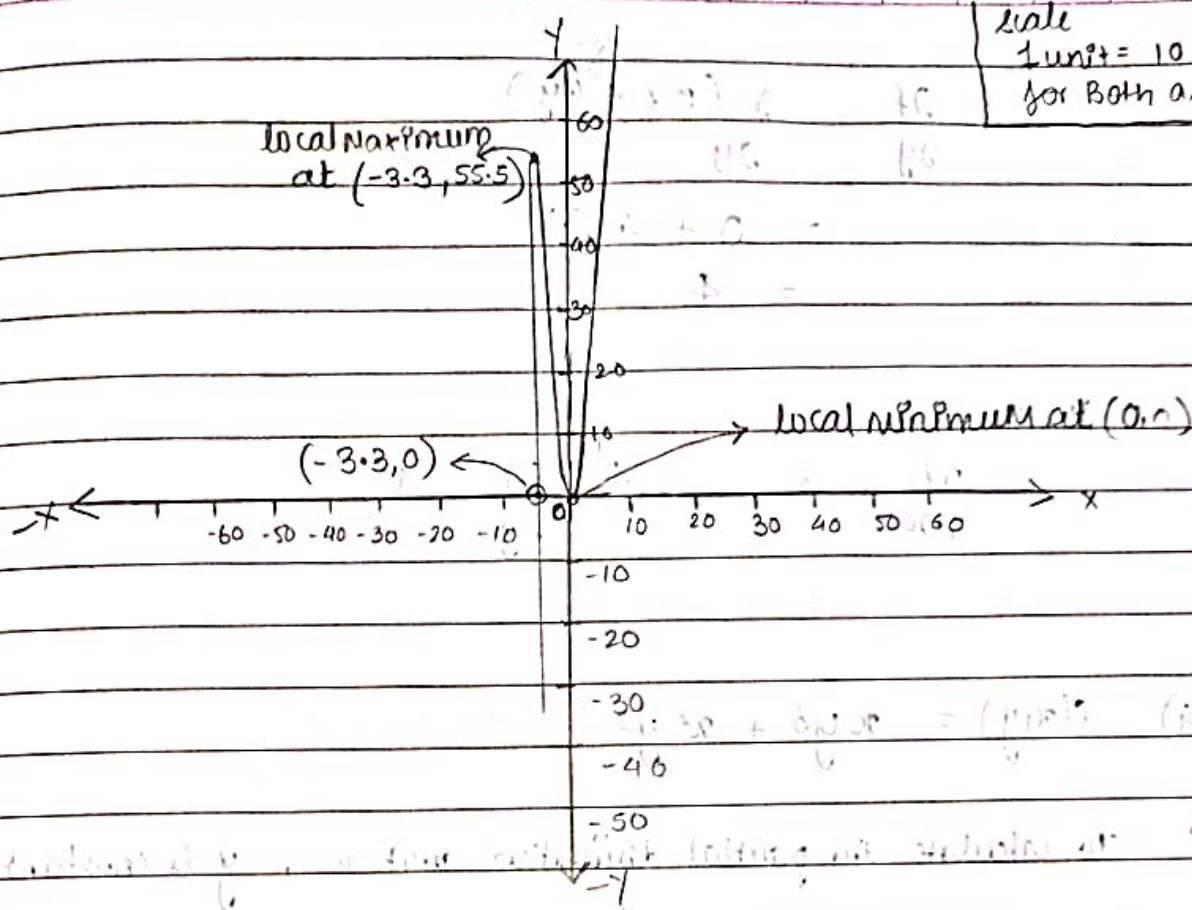 Scale
1 unit = 10
for Both a
Y
60
local Maximum
at (-3.3, 55.5)
50
40
30
20
10
local Minimum at (0,0)
(-3.3, 0)
-X
-60 -50 -40 -30 -20 -10 0 10 20 30 40 50 60
X
-10
-20
-30
-40
-50
-Y